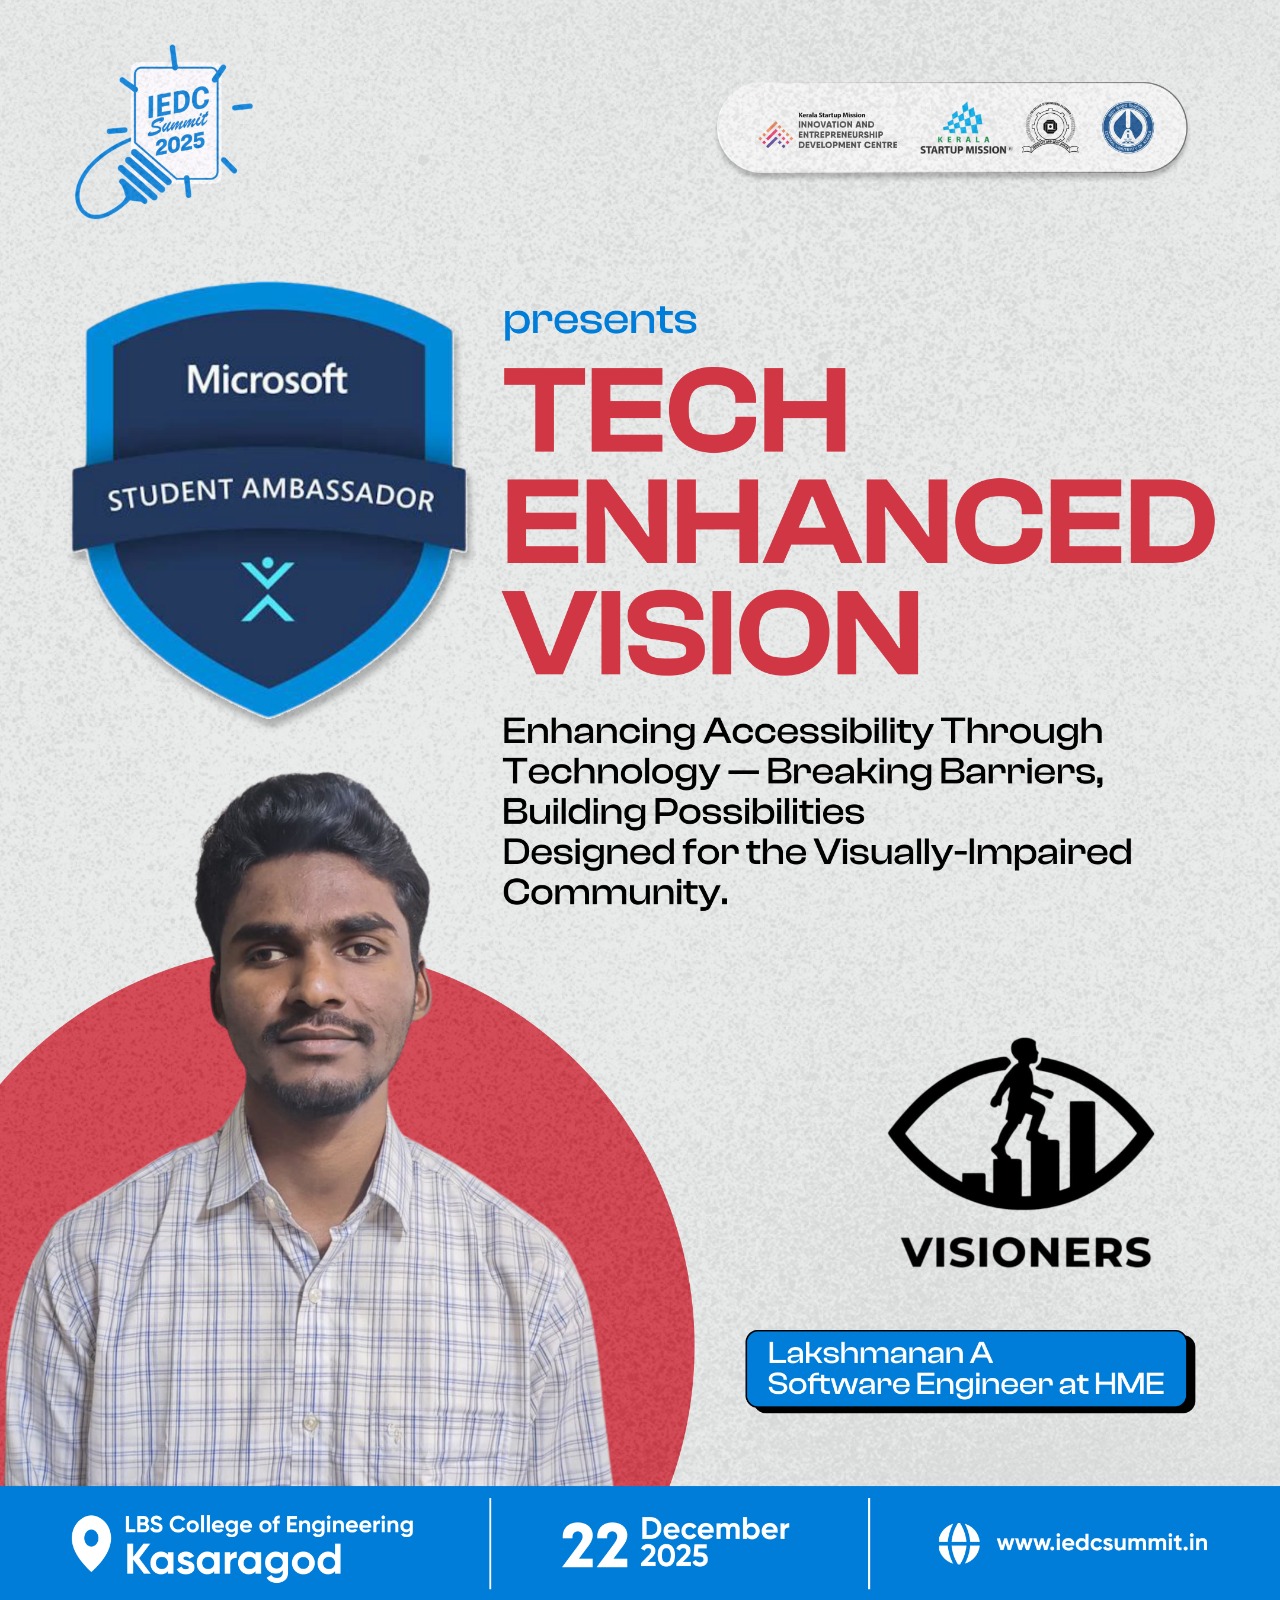 IEDC
Summit
2025
Kerala Startup Mission
INNOVATION AND
ENTREPRENEURSHIP
DEVELOPMENT CENTRE
KERALA
STARTUP MISSION
Microsoft
STUDENT AMBASSADOR
presents
TECH
ENHANCED
VISION
Enhancing Accessibility Through
Technology — Breaking Barriers,
Building Possibilities
Designed for the Visually-Impaired
Community.
VISIONERS
Lakshmanan A
Software Engineer at HME
LBS College of Engineering
Kasaragod
22 December
2025
www.iedcsummit.in